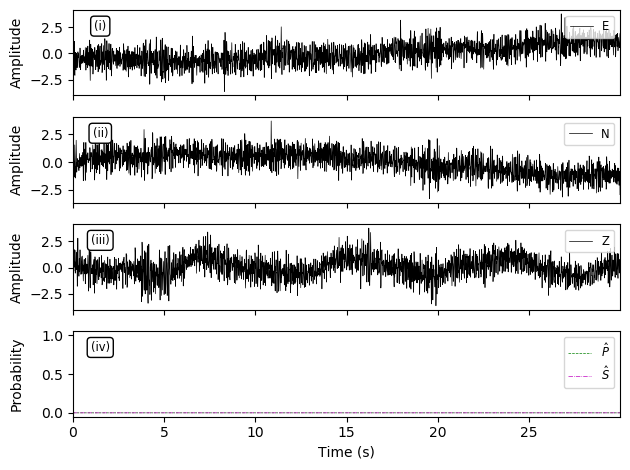 (i)
E
Amplitude
2.5
0.0
−2.5
(ii)
N
Amplitude
2.5
0.0
−2.5
(iii)
Z
Amplitude
2.5
0.0
−2.5
(iv)
P̂
Ŝ
Probability
1.0
0.5
0.0
0 5 10 15 20 25
Time (s)